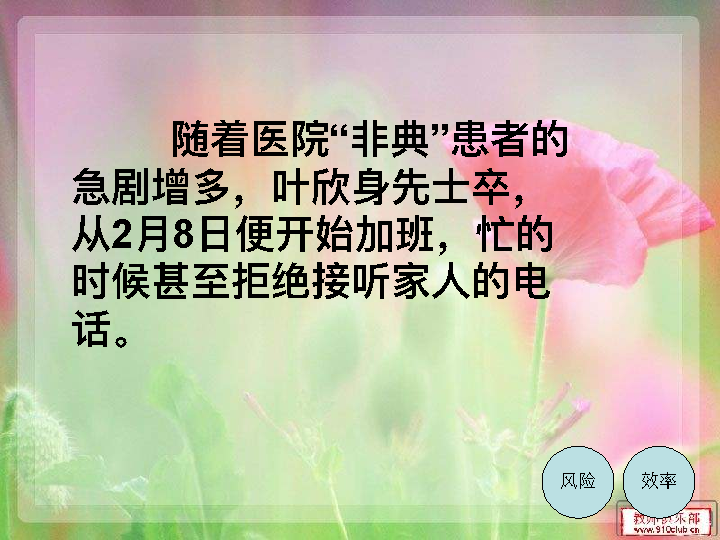 随着医院“非典”患者的
急剧增多，叶欣身先士卒，
从2月8日便开始加班，忙的
时候甚至拒绝接听家人的电
话。
风险 效率
教师俱乐部
www.910club.cn